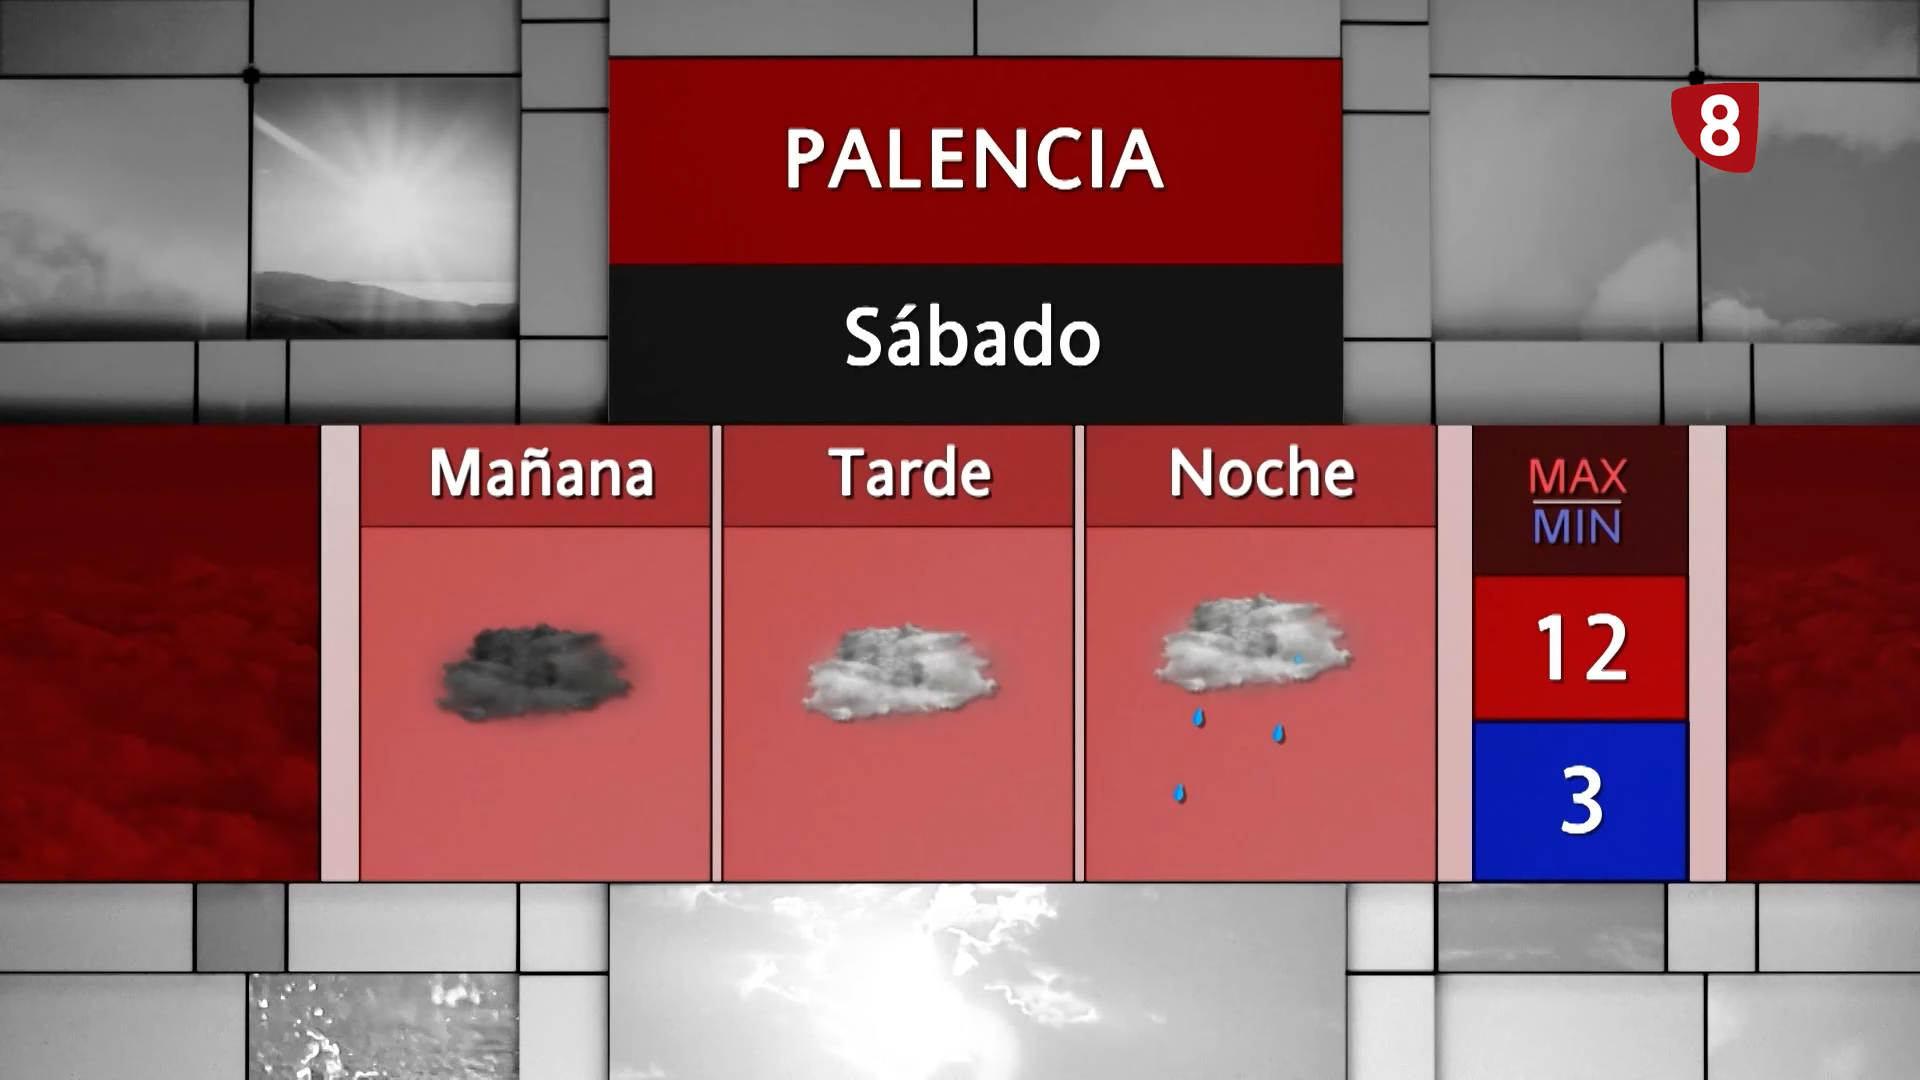 8
PALENCIA
Sábado
Mañana
Tarde
Noche
MAX
MIN
12
3